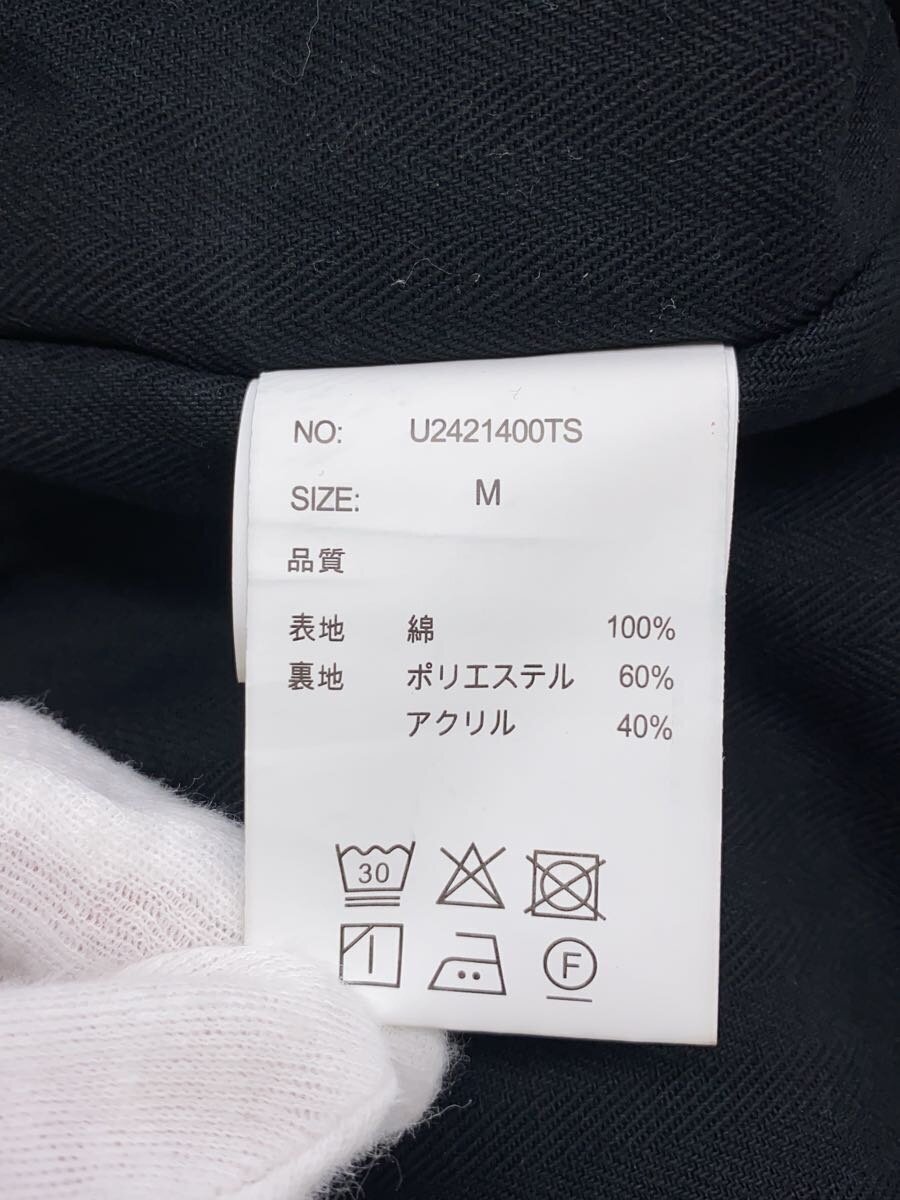 NO: U2421400TS
SIZE: M
品質
表地 綿 100%
裏地 ポリエステル 60%
アクリル 40%
30
F